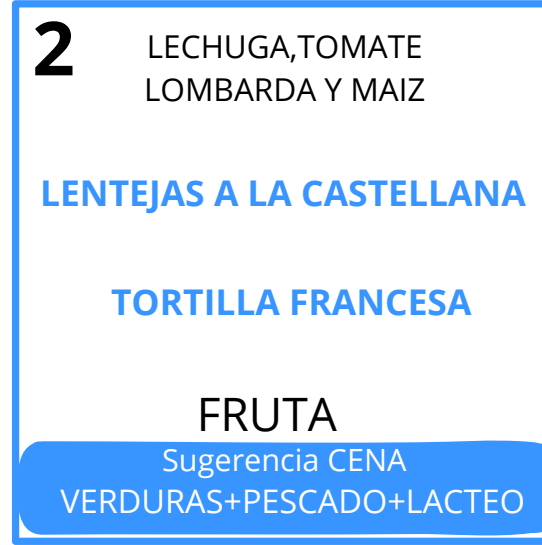 2
LECHUGA,TOMATE
LOMBARDA Y MAIZ
LENTEJAS A LA CASTELLANA
TORTILLA FRANCESA
FRUTA
Sugerencia CENA
VERDURAS+PESCADO+LACTEO